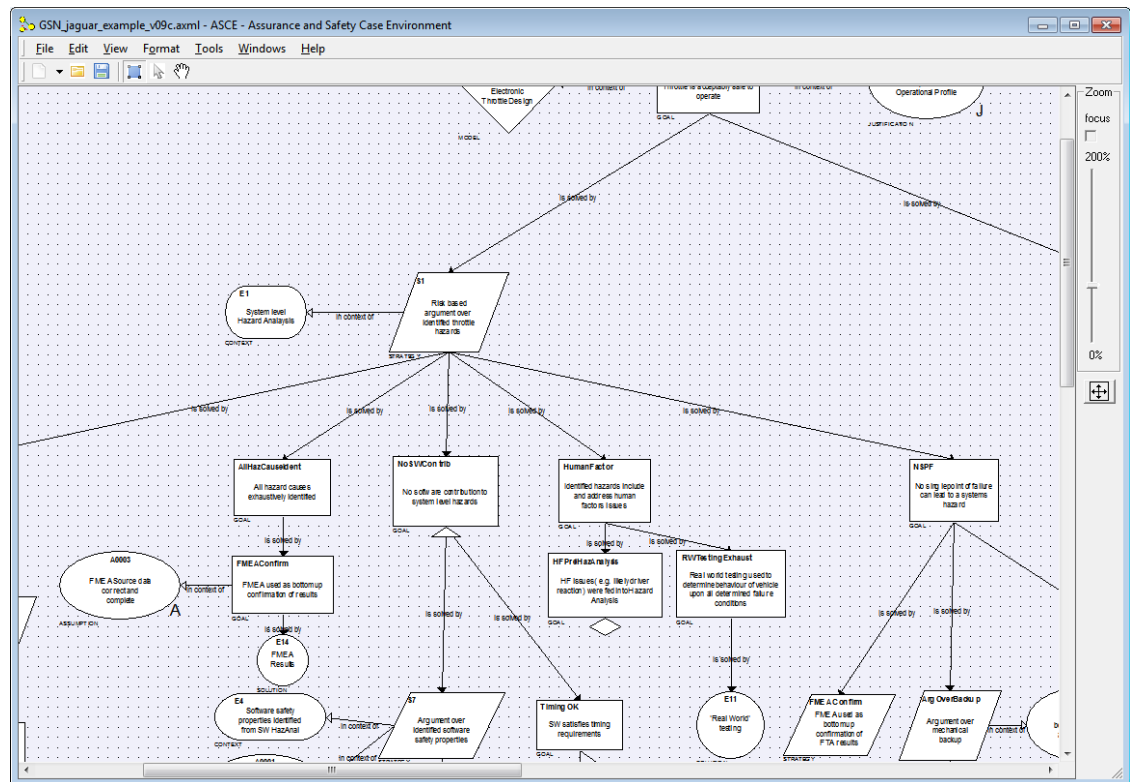 GSN_jaguar_example_v09c.axml - ASCE - Assurance and Safety Case Environment
File Edit View Format Tools Windows Help
Zoom
focus
200%
0%
Electronic
Throttle Design
MODEL
in context of
Throttle is acceptably safe to
operate
GOAL
in context of
Operational Profile
J
JUSTIFICATION
is solved by
is solved by
E1
System level
Hazard Analaysis
CONTEXT
in context of
S1
Risk based
argument over
identified throttle
hazards
STRATEGY
is solved by
is solved by
is solved by
is solved by
is solved by
AllHazCauseIdent
All hazard causes
exhaustively identified
GOAL
NoSWContrib
No software contribution to
system level hazards
GOAL
HumanFactor
Identified hazards include
and address human
factors issues
GOAL
NSPF
No single point of failure
can lead to a systems
hazard
GOAL
is solved by
is solved by
is solved by
A0003
FMEA Source data
correct and
complete
A
ASSUMPTION
in context of
FMEAConfirm
FMEA used as bottom up
confirmation of results
GOAL
HFPreHazAnalysis
HF issues( e.g. likely driver
reaction) were fed into Hazard
Analysis
GOAL
RWTestingExhaust
Real world testing used to
determine behaviour of vehicle
upon all determined failure
conditions
GOAL
is solved by
is solved by
is solved by
is solved by
is solved by
is solved by
E14
FMEA
Results
SOLUTION
E4
Software safety
properties identified
from SW HazAnal
CONTEXT
in context of
S7
Argument over
identified software
safety properties
STRATEGY
Timing OK
SW satisfies timing
requirements
GOAL
E11
'Real World'
testing
FMEAConfirm
FMEA used as
bottom up
confirmation of
FTA results
ArgOverBackup
Argument over
mechanical
backup
in context of
A0001